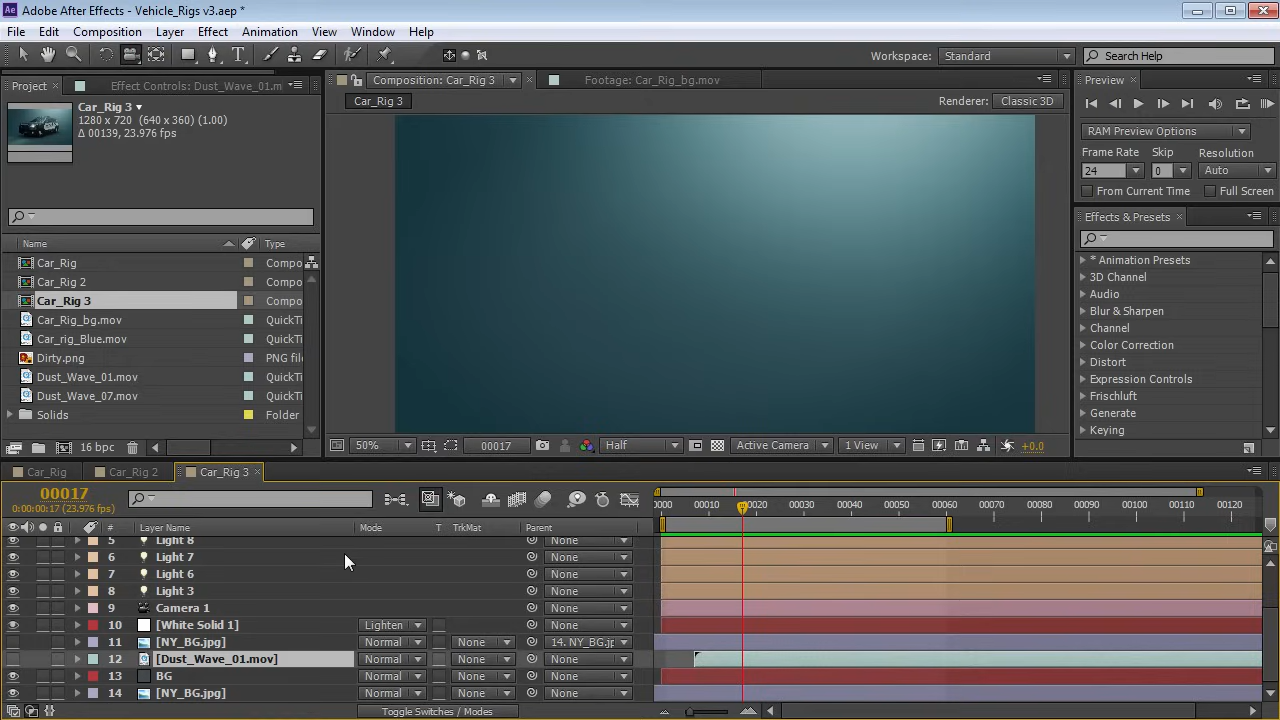 Adobe After Effects - Vehicle_Rigs v3.aep *
File Edit Composition Layer Effect Animation View Window Help
Workspace: Standard Search Help
Project Effect Controls: Dust_Wave_01.m
Composition: Car_Rig 3 Footage: Car_Rig_bg.mov
Preview
Car_Rig 3
1280 x 720 (640 x 360) (1.00)
Δ 00139, 23.976 fps
Car_Rig 3 Renderer: Classic 3D
RAM Preview Options
Frame Rate Skip Resolution
24 0 Auto
From Current Time Full Screen
Effects & Presets
Name Type
Car_Rig Compo
Car_Rig 2 Compo
Car_Rig 3 Compo
Car_Rig_bg.mov QuickTi
Car_rig_Blue.mov QuickTi
Dirty.png PNG file
Dust_Wave_01.mov QuickTi
Dust_Wave_07.mov QuickTi
Solids Folder
* Animation Presets
3D Channel
Audio
Blur & Sharpen
Channel
Color Correction
Distort
Expression Controls
Frischluft
Generate
Keying
16 bpc
50% 00017 Half Active Camera 1 View +0.0
Car_Rig Car_Rig 2 Car_Rig 3
00017
0:00:00:17 (23.976 fps)
0000 00010 00020 00030 00040 00050 00060 00070 00080 00090 00100 00110 00120
# Layer Name Mode T TrkMat Parent
5 Light 8 None
6 Light 7 None
7 Light 6 None
8 Light 3 None
9 Camera 1 None
10 [White Solid 1] Lighten None
11 [NY_BG.jpg] Normal None 14. NY_BG.jp
12 [Dust_Wave_01.mov] Normal None None
13 BG Normal None None
14 [NY_BG.jpg] Normal None None
Toggle Switches / Modes